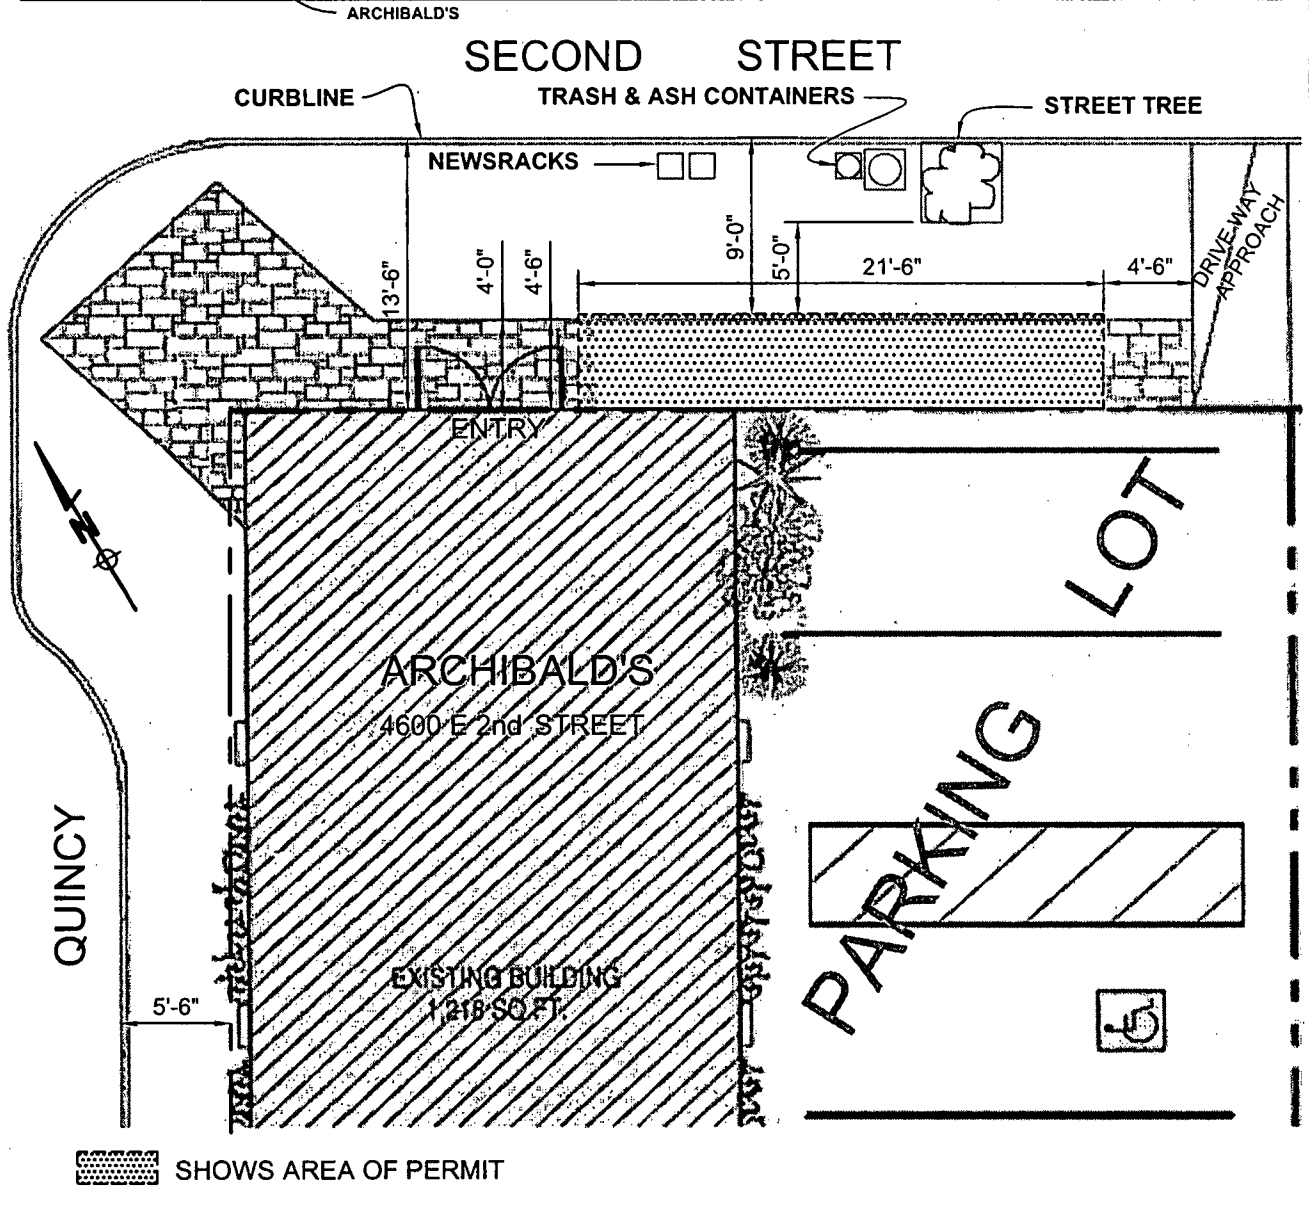 ARCHIBALD'S
SECOND STREET
CURBLINE
TRASH & ASH CONTAINERS
STREET TREE
NEWSRACKS
13'-6"
4'-0"
4'-6"
9'-0"
5'-0"
21'-6"
4'-6"
DRIVE-WAY
APPROACH
ENTRY
N
ARCHIBALD'S
4600 E 2nd STREET
PARKING LOT
QUINCY
EXISTING BUILDING
1,218 SQ.FT.
5'-6"
SHOWS AREA OF PERMIT